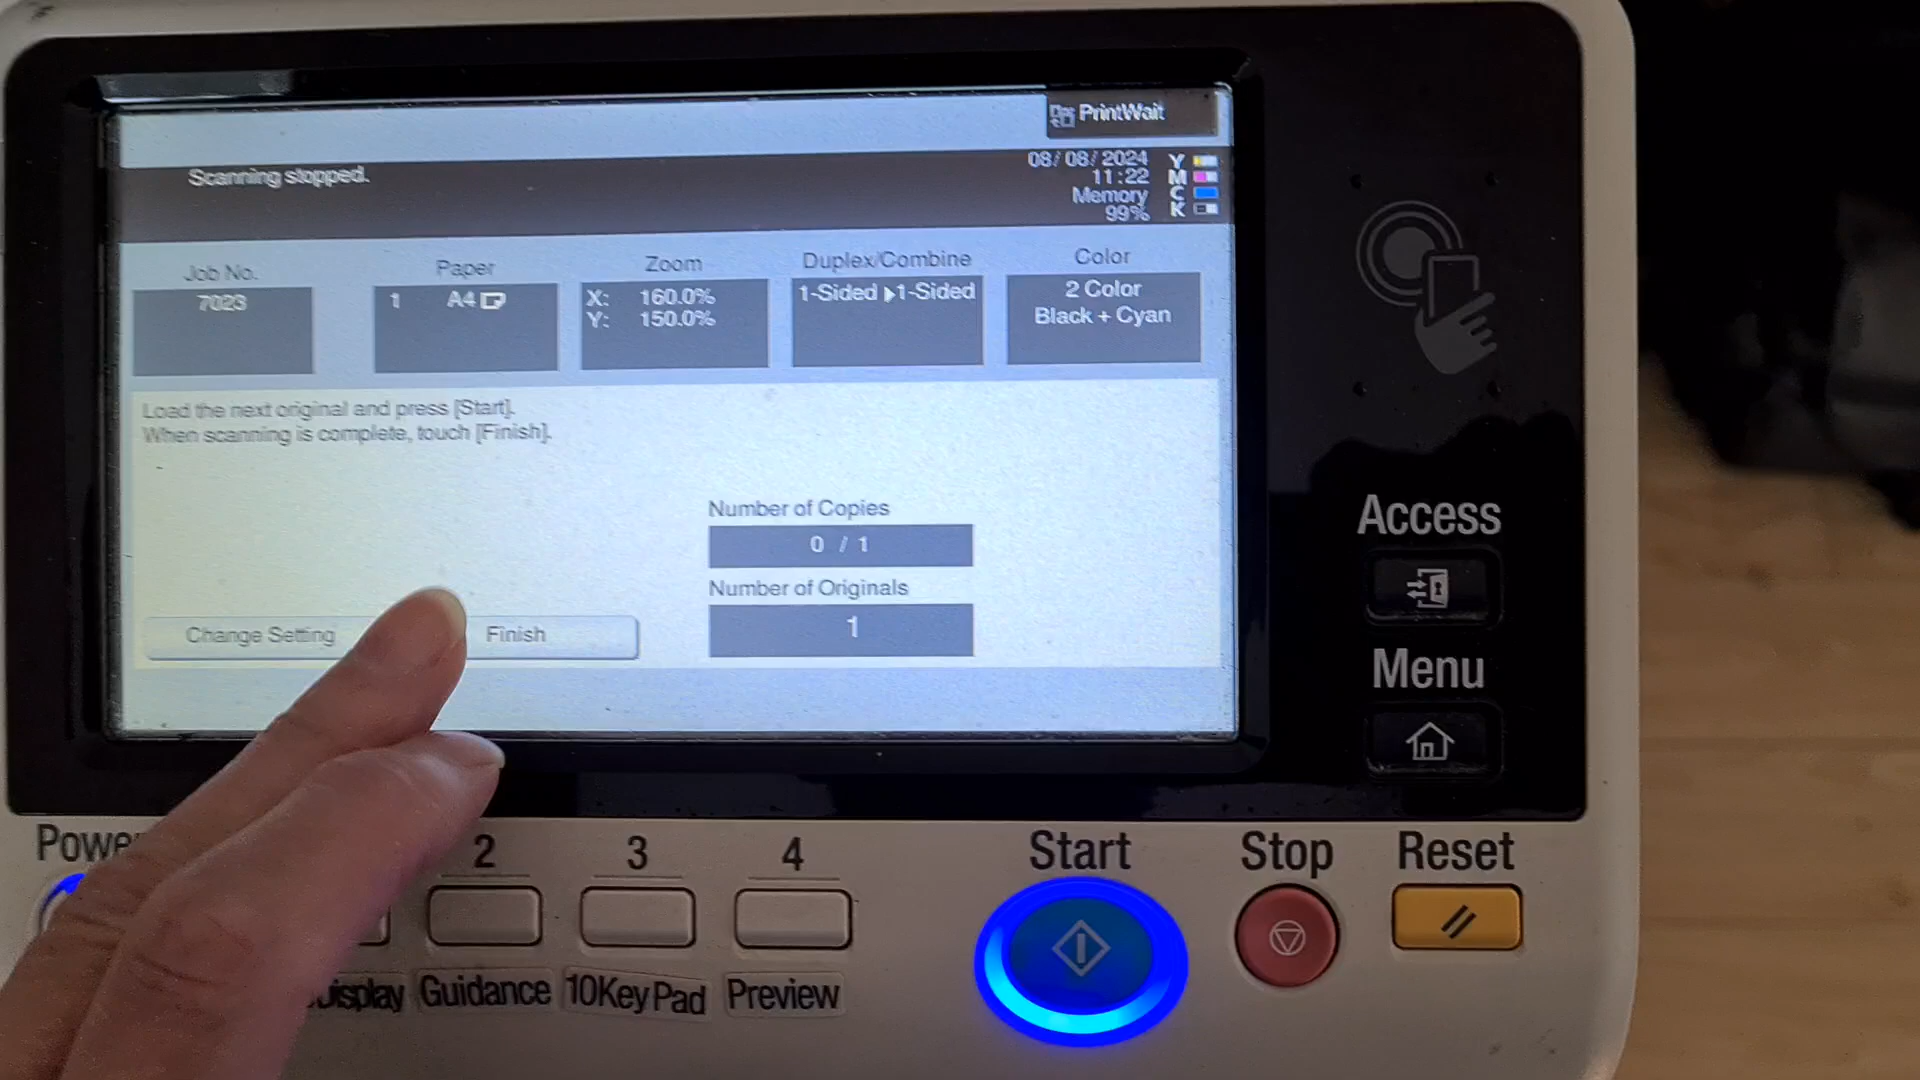 PrintWait
Scanning stopped.
08/08/2024
11:22
Memory
99%
Y
M
C
K
Job No.
7023
Paper
1 A4
Zoom
X: 160.0%
Y: 150.0%
Duplex/Combine
1-Sided ▶1-Sided
Color
2 Color
Black + Cyan
Load the next original and press [Start].
When scanning is complete, touch [Finish].
Number of Copies
0 / 1
Number of Originals
1
Change Setting
Finish
Access
Menu
Power
2
3
4
Start
Stop
Reset
Display
Guidance
10KeyPad
Preview